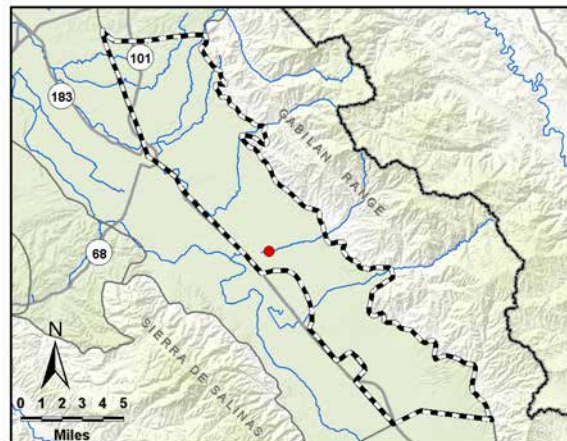 101
183
GABILAN RANGE
68
SIERRA DE SALINAS
N
0 1 2 3 4 5
Miles